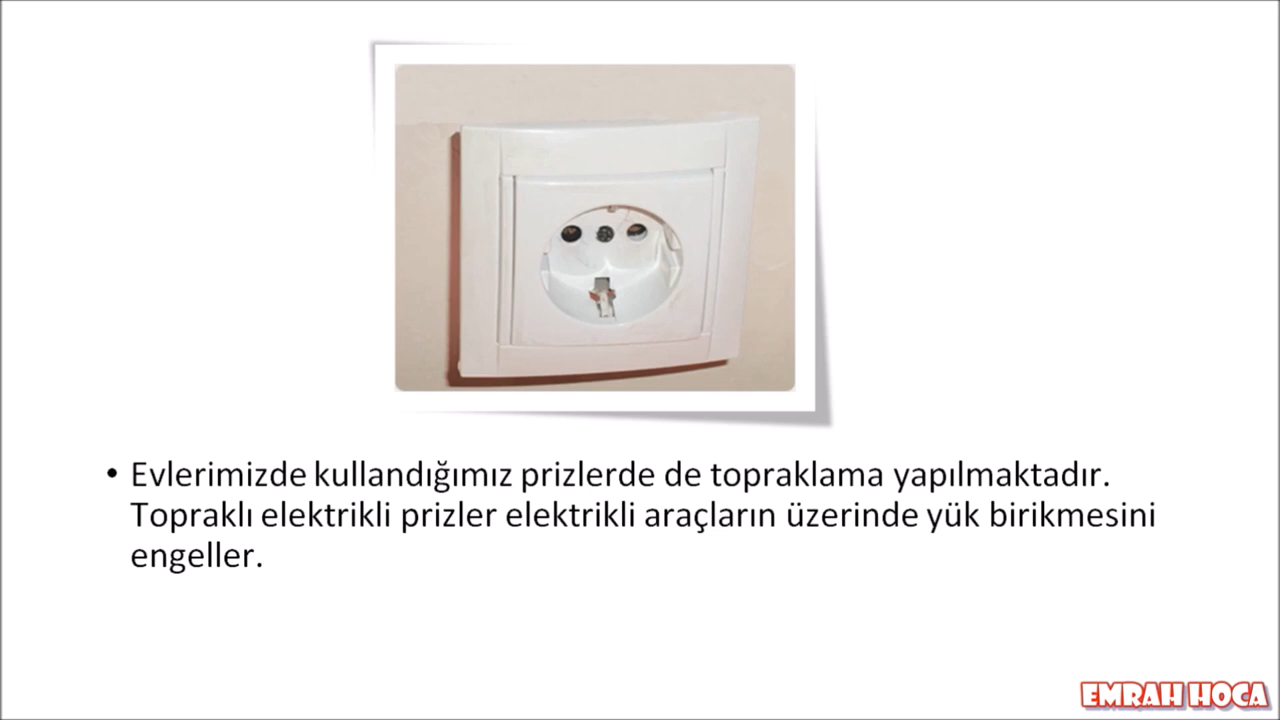 • Evlerimizde kullandığımız prizlerde de topraklama yapılmaktadır.
Topraklı elektrikli prizler elektrikli araçların üzerinde yük birikmesini
engeller.
EMRAH HOCA